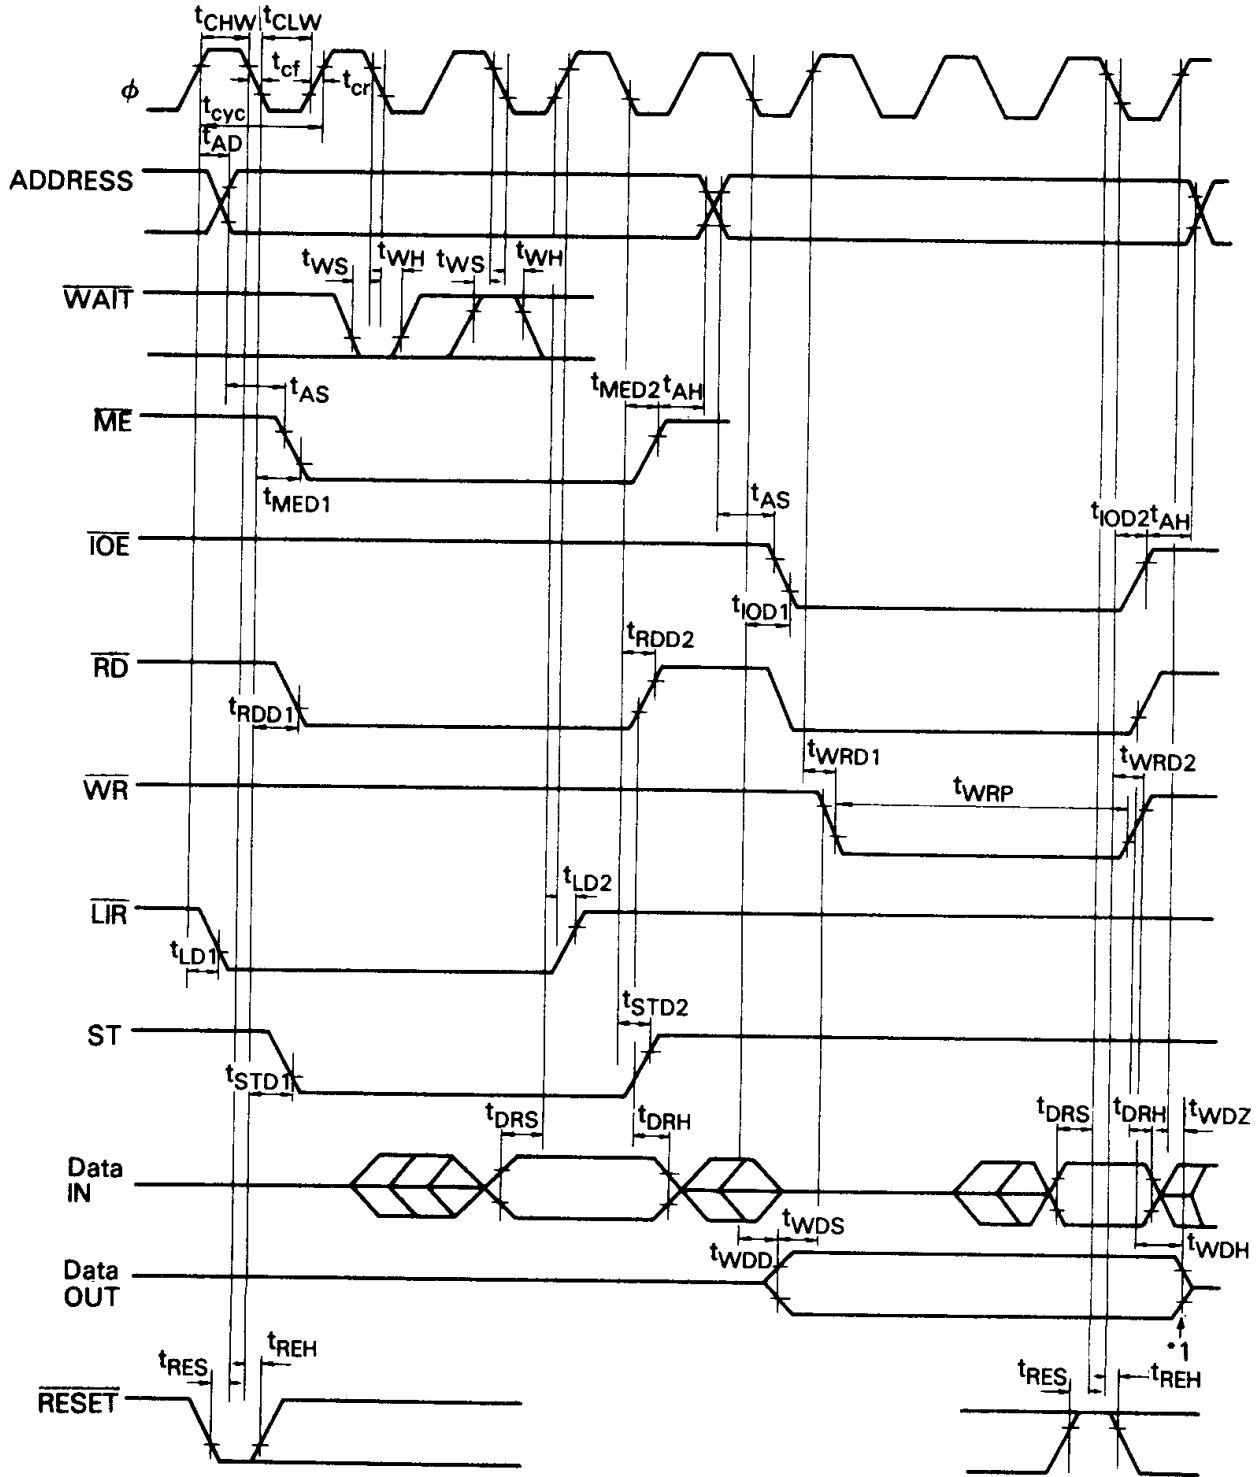 tCHW tCLW
tcf
tcr
ϕ
tcyc
tAD
ADDRESS
tWS tWH tWS tWH
WAIT
tAS tMED2 tAH
ME
tMED1
tAS
tIOD2 tAH
IOE
tIOD1
tRDD2
RD
tRDD1
tWRD1 tWRD2
WR
tWRP
tLD2
LIR
tLD1
tSTD2
ST
tSTD1
tDRS tDRH tDRS tDRH tWDZ
Data
IN
tWDS
tWDD tWDH
Data
OUT
*1
tREH
tRES tRES tREH
RESET